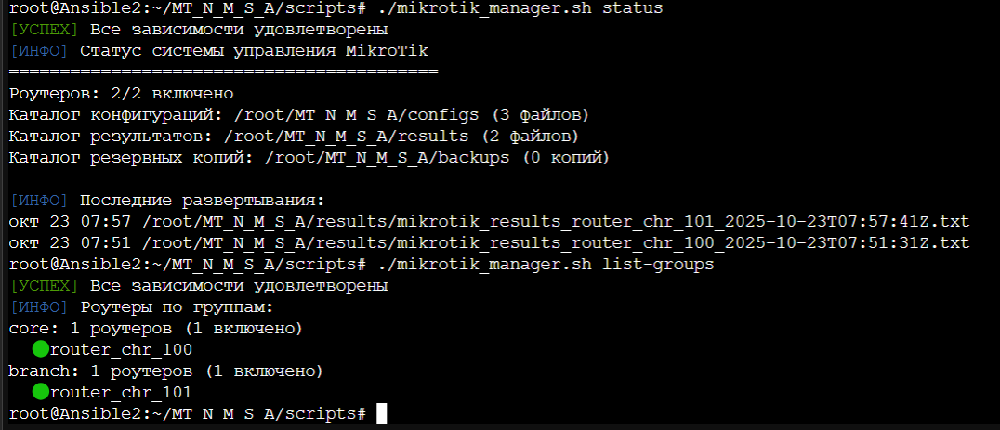 root@Ansible2:~/MT_N_M_S_A/scripts# ./mikrotik_manager.sh status
[УСПЕХ] Все зависимости удовлетворены
[ИНФО] Статус системы управления MikroTik
==========================================
Роутеров: 2/2 включено
Каталог конфигураций: /root/MT_N_M_S_A/configs (3 файлов)
Каталог результатов: /root/MT_N_M_S_A/results (2 файлов)
Каталог резервных копий: /root/MT_N_M_S_A/backups (0 копий)
[ИНФО] Последние развертывания:
окт 23 07:57 /root/MT_N_M_S_A/results/mikrotik_results_router_chr_101_2025-10-23T07:57:41Z.txt
окт 23 07:51 /root/MT_N_M_S_A/results/mikrotik_results_router_chr_100_2025-10-23T07:51:31Z.txt
root@Ansible2:~/MT_N_M_S_A/scripts# ./mikrotik_manager.sh list-groups
[УСПЕХ] Все зависимости удовлетворены
[ИНФО] Роутеры по группам:
core: 1 роутеров (1 включено)
router_chr_100
branch: 1 роутеров (1 включено)
router_chr_101
root@Ansible2:~/MT_N_M_S_A/scripts#